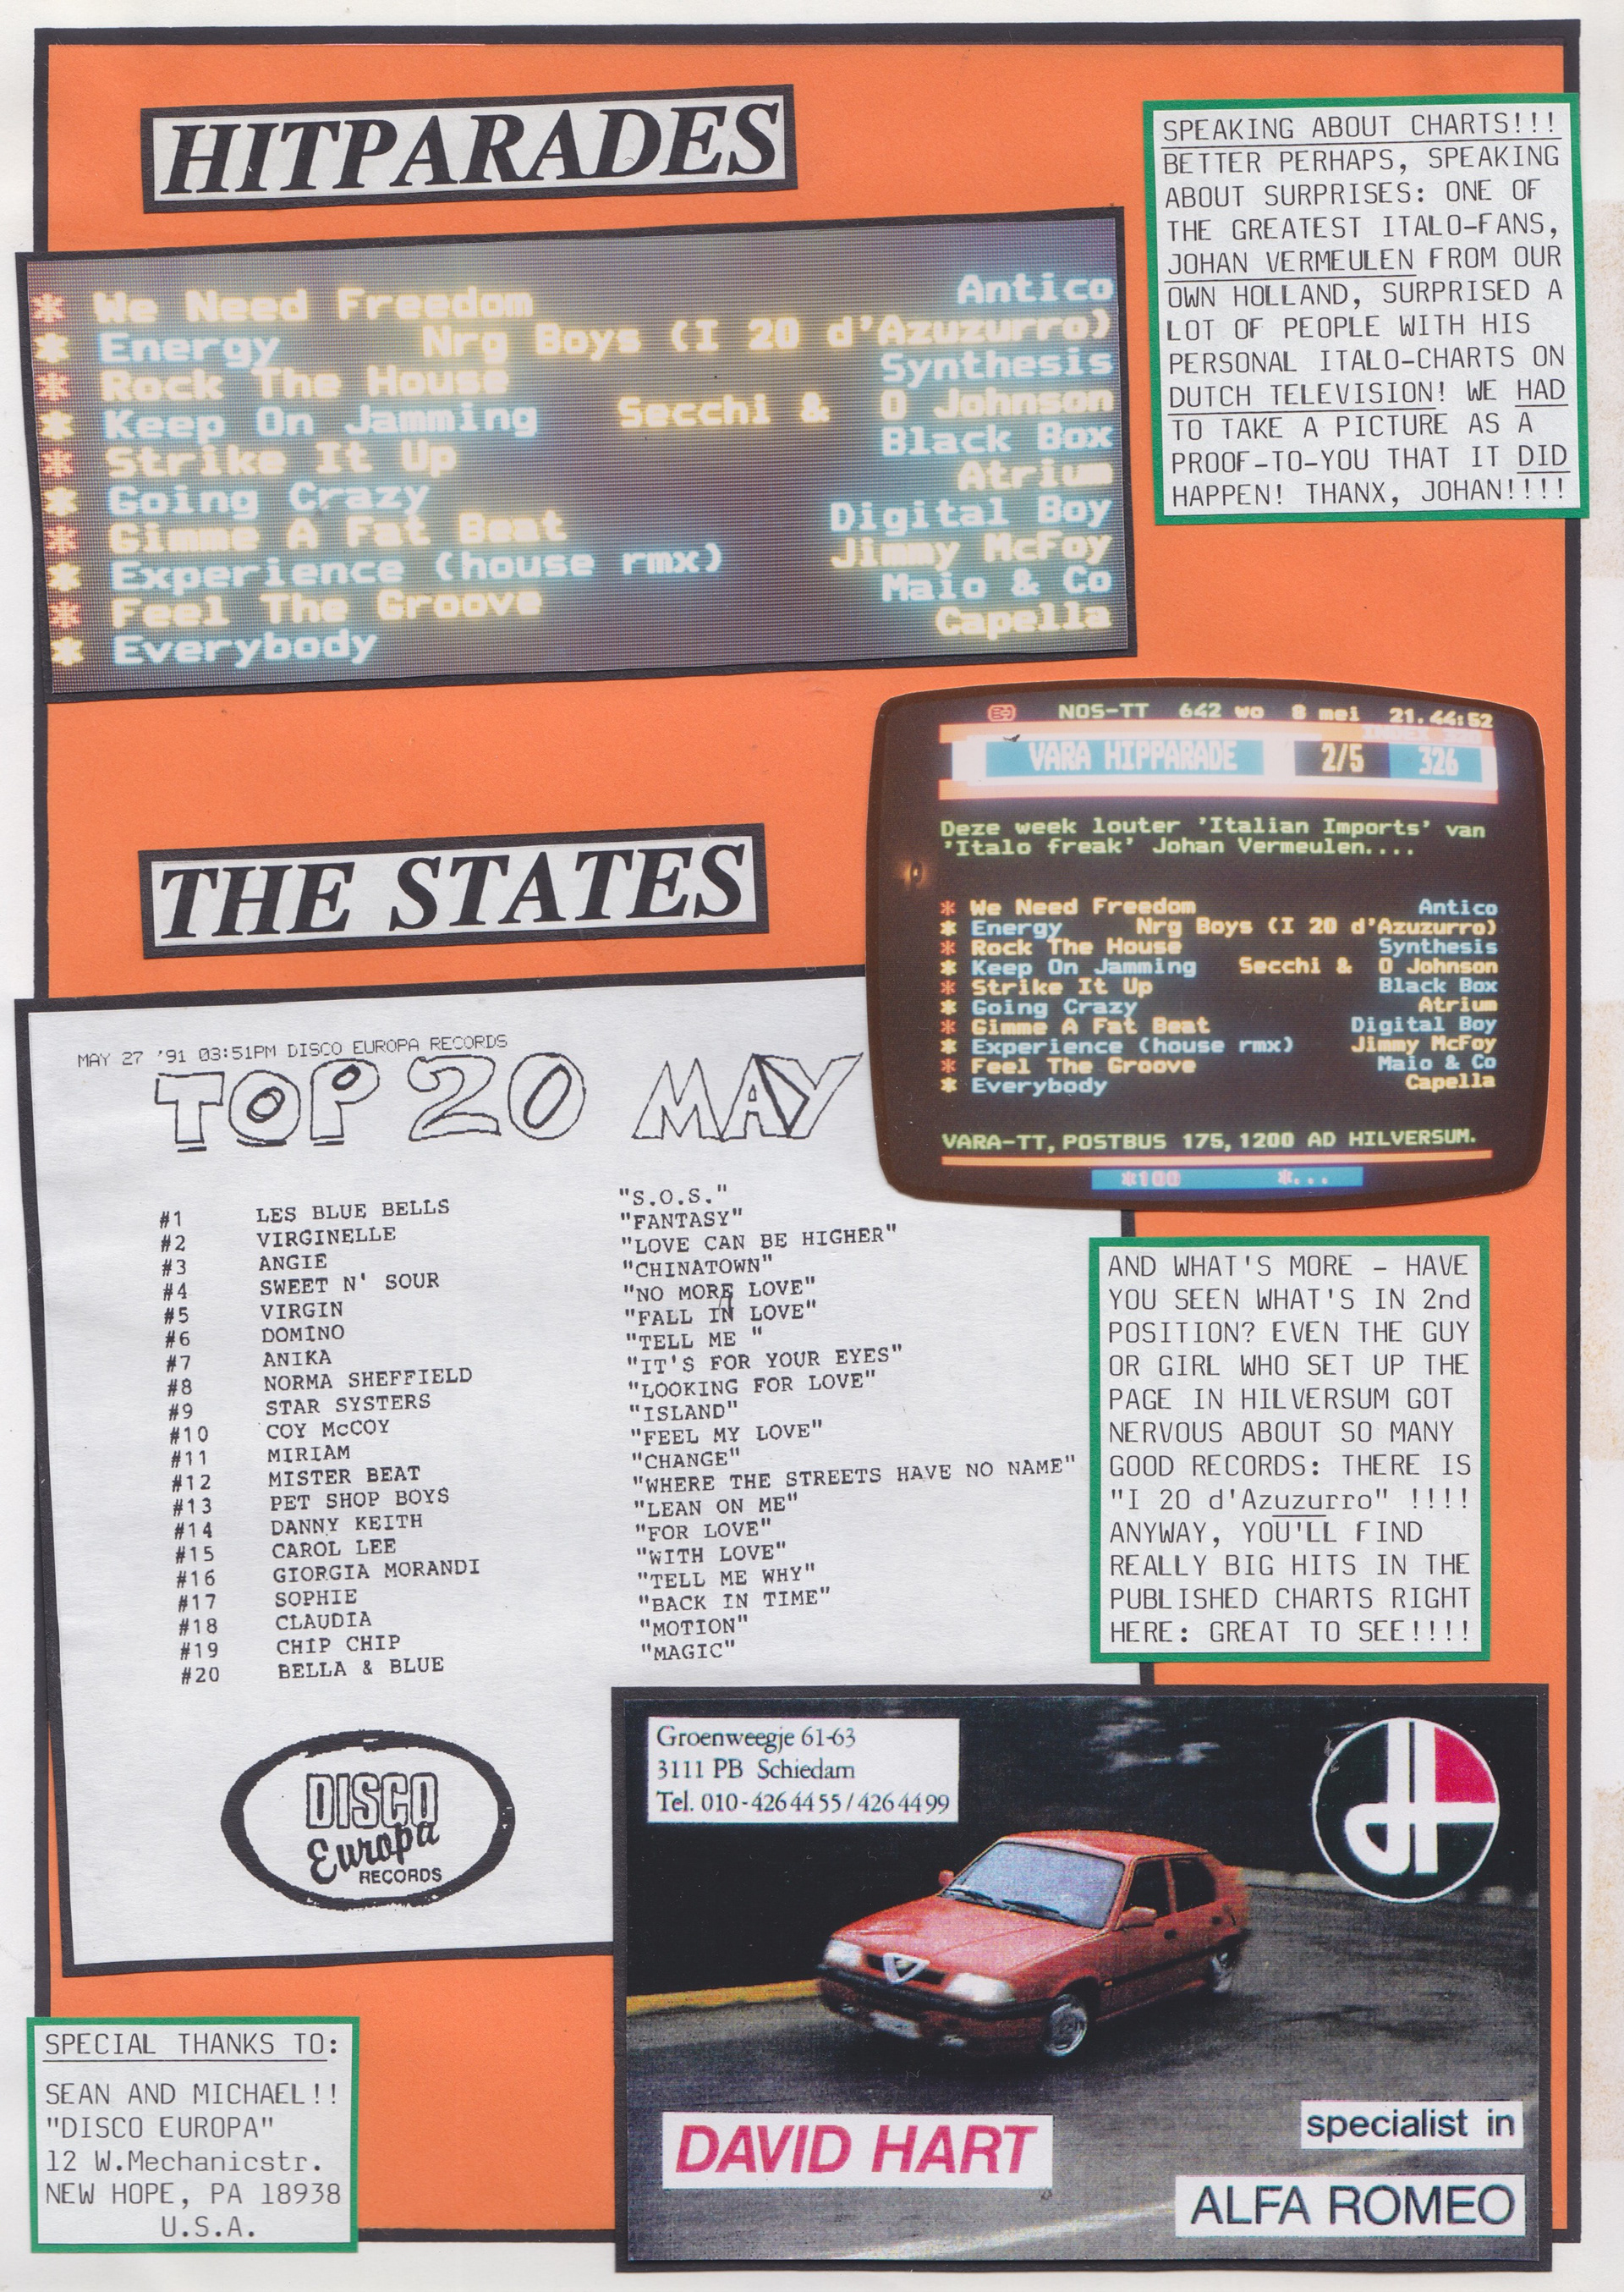 HITPARADES
SPEAKING ABOUT CHARTS!!!
BETTER PERHAPS, SPEAKING
ABOUT SURPRISES: ONE OF
THE GREATEST ITALO-FANS,
JOHAN VERMEULEN FROM OUR
OWN HOLLAND, SURPRISED A
LOT OF PEOPLE WITH HIS
PERSONAL ITALO-CHARTS ON
DUTCH TELEVISION! WE HAD
TO TAKE A PICTURE AS A
PROOF-TO-YOU THAT IT DID
HAPPEN! THANX, JOHAN!!!!
* We Need Freedom Antico
* Energy Nrg Boys (I 20 d'Azuzurro)
* Rock The House Synthesis
* Keep On Jamming Secchi & O Johnson
* Strike It Up Black Box
* Going Crazy Atrium
* Gimme A Fat Beat Digital Boy
* Experience (house rmx) Jimmy McFoy
* Feel The Groove Maio & Co
* Everybody Capella
NOS-TT 642 wo 8 mei 21.44:52
VARA HIPPARADE 2/5 326
Deze week louter 'Italian Imports' van
'Italo freak' Johan Vermeulen....
* We Need Freedom Antico
* Energy Nrg Boys (I 20 d'Azuzurro)
* Rock The House Synthesis
* Keep On Jamming Secchi & O Johnson
* Strike It Up Black Box
* Going Crazy Atrium
* Gimme A Fat Beat Digital Boy
* Experience (house rmx) Jimmy McFoy
* Feel The Groove Maio & Co
* Everybody Capella
VARA-TT, POSTBUS 175, 1200 AD HILVERSUM.
*100 *...
THE STATES
MAY 27 '91 03:51PM DISCO EUROPA RECORDS
TOP 20 MAY
#1 LES BLUE BELLS "S.O.S."
#2 VIRGINELLE "FANTASY"
#3 ANGIE "LOVE CAN BE HIGHER"
#4 SWEET N' SOUR "CHINATOWN"
#5 VIRGIN "NO MORE LOVE"
#6 DOMINO "FALL IN LOVE"
#7 ANIKA "TELL ME "
#8 NORMA SHEFFIELD "IT'S FOR YOUR EYES"
#9 STAR SYSTERS "LOOKING FOR LOVE"
#10 COY McCOY "ISLAND"
#11 MIRIAM "FEEL MY LOVE"
#12 MISTER BEAT "CHANGE"
#13 PET SHOP BOYS "WHERE THE STREETS HAVE NO NAME"
#14 DANNY KEITH "LEAN ON ME"
#15 CAROL LEE "FOR LOVE"
#16 GIORGIA MORANDI "WITH LOVE"
#17 SOPHIE "TELL ME WHY"
#18 CLAUDIA "BACK IN TIME"
#19 CHIP CHIP "MOTION"
#20 BELLA & BLUE "MAGIC"
DISCO
Europa
RECORDS
AND WHAT'S MORE - HAVE
YOU SEEN WHAT'S IN 2nd
POSITION? EVEN THE GUY
OR GIRL WHO SET UP THE
PAGE IN HILVERSUM GOT
NERVOUS ABOUT SO MANY
GOOD RECORDS: THERE IS
"I 20 d'Azuzurro" !!!!
ANYWAY, YOU'LL FIND
REALLY BIG HITS IN THE
PUBLISHED CHARTS RIGHT
HERE: GREAT TO SEE!!!!
Groenweegje 61-63
3111 PB Schiedam
Tel. 010-4264455/4264499
DAVID HART
specialist in
ALFA ROMEO
SPECIAL THANKS TO:
SEAN AND MICHAEL!!
"DISCO EUROPA"
12 W.Mechanicstr.
NEW HOPE, PA 18938
U.S.A.